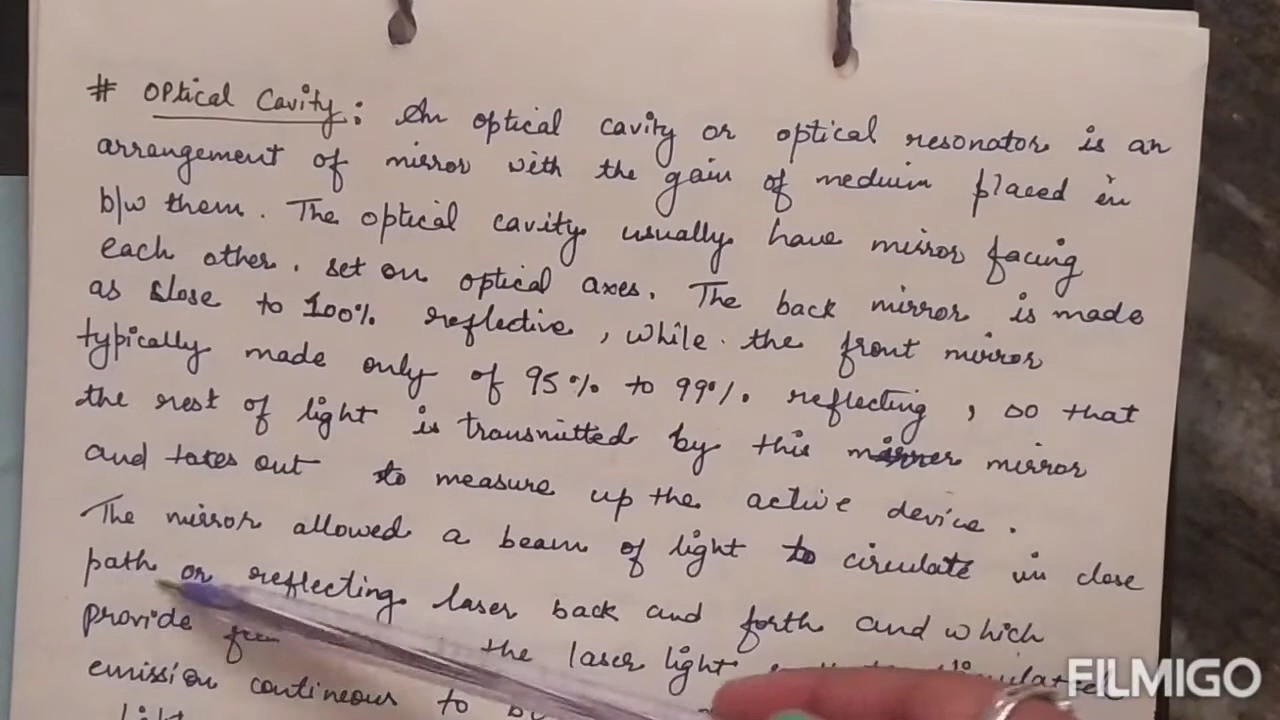 # Optical Cavity : An optical cavity or optical resonator is an
arrangement of mirror with the gain of meduim placed in
b/w them. The optical cavity usually have mirror facing
each other. set on optical axes. The back mirror is made
as close to 100% reflective, while the front mirror
typically made only of 95% to 99% reflecting, so that
the rest of light is transmitted by this mirror
and takes out to measure up the active device.
The mirror allowed a beam of light to circulate in close
path or reflecting laser back and forth and which
provide the laser light
emission contineous to
light
FILMIGO